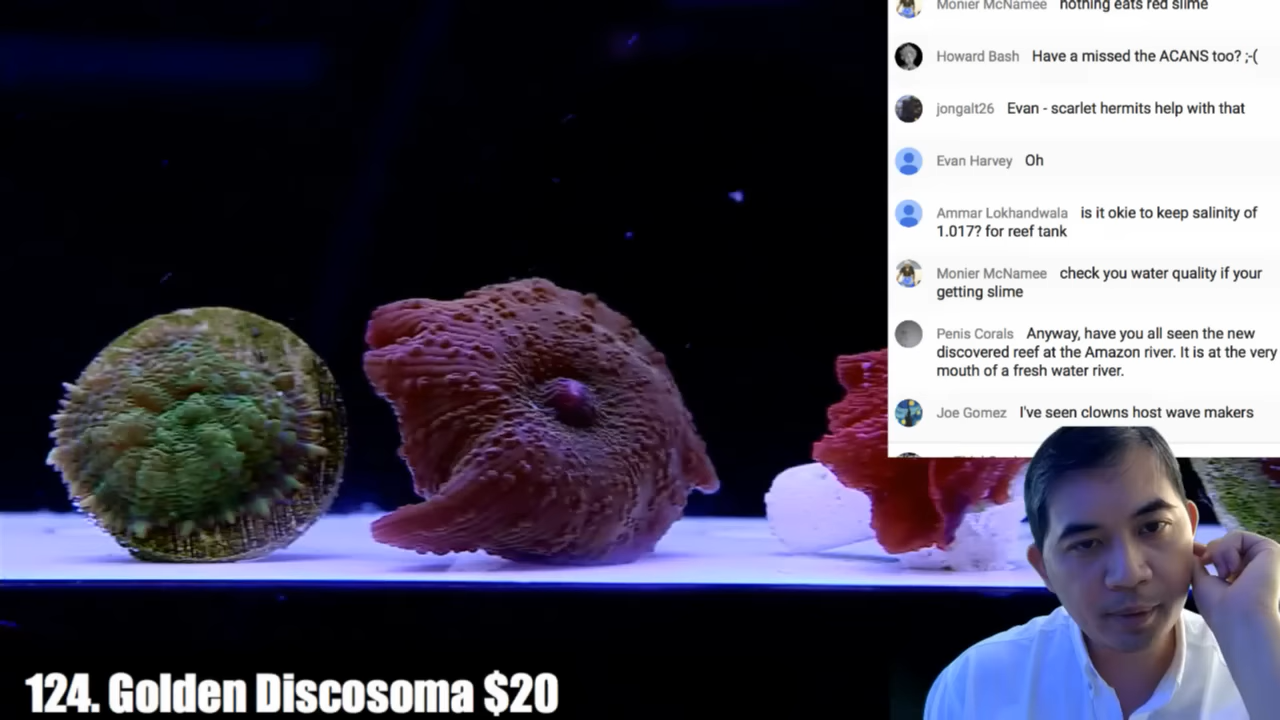 Monier McNamee nothing eats red slime
Howard Bash Have a missed the ACANS too? ;-(
jongalt26 Evan - scarlet hermits help with that
Evan Harvey Oh
Ammar Lokhandwala is it okie to keep salinity of
1.017? for reef tank
Monier McNamee check you water quality if your
getting slime
Penis Corals Anyway, have you all seen the new
discovered reef at the Amazon river. It is at the very
mouth of a fresh water river.
Joe Gomez I've seen clowns host wave makers
124. Golden Discosoma $20